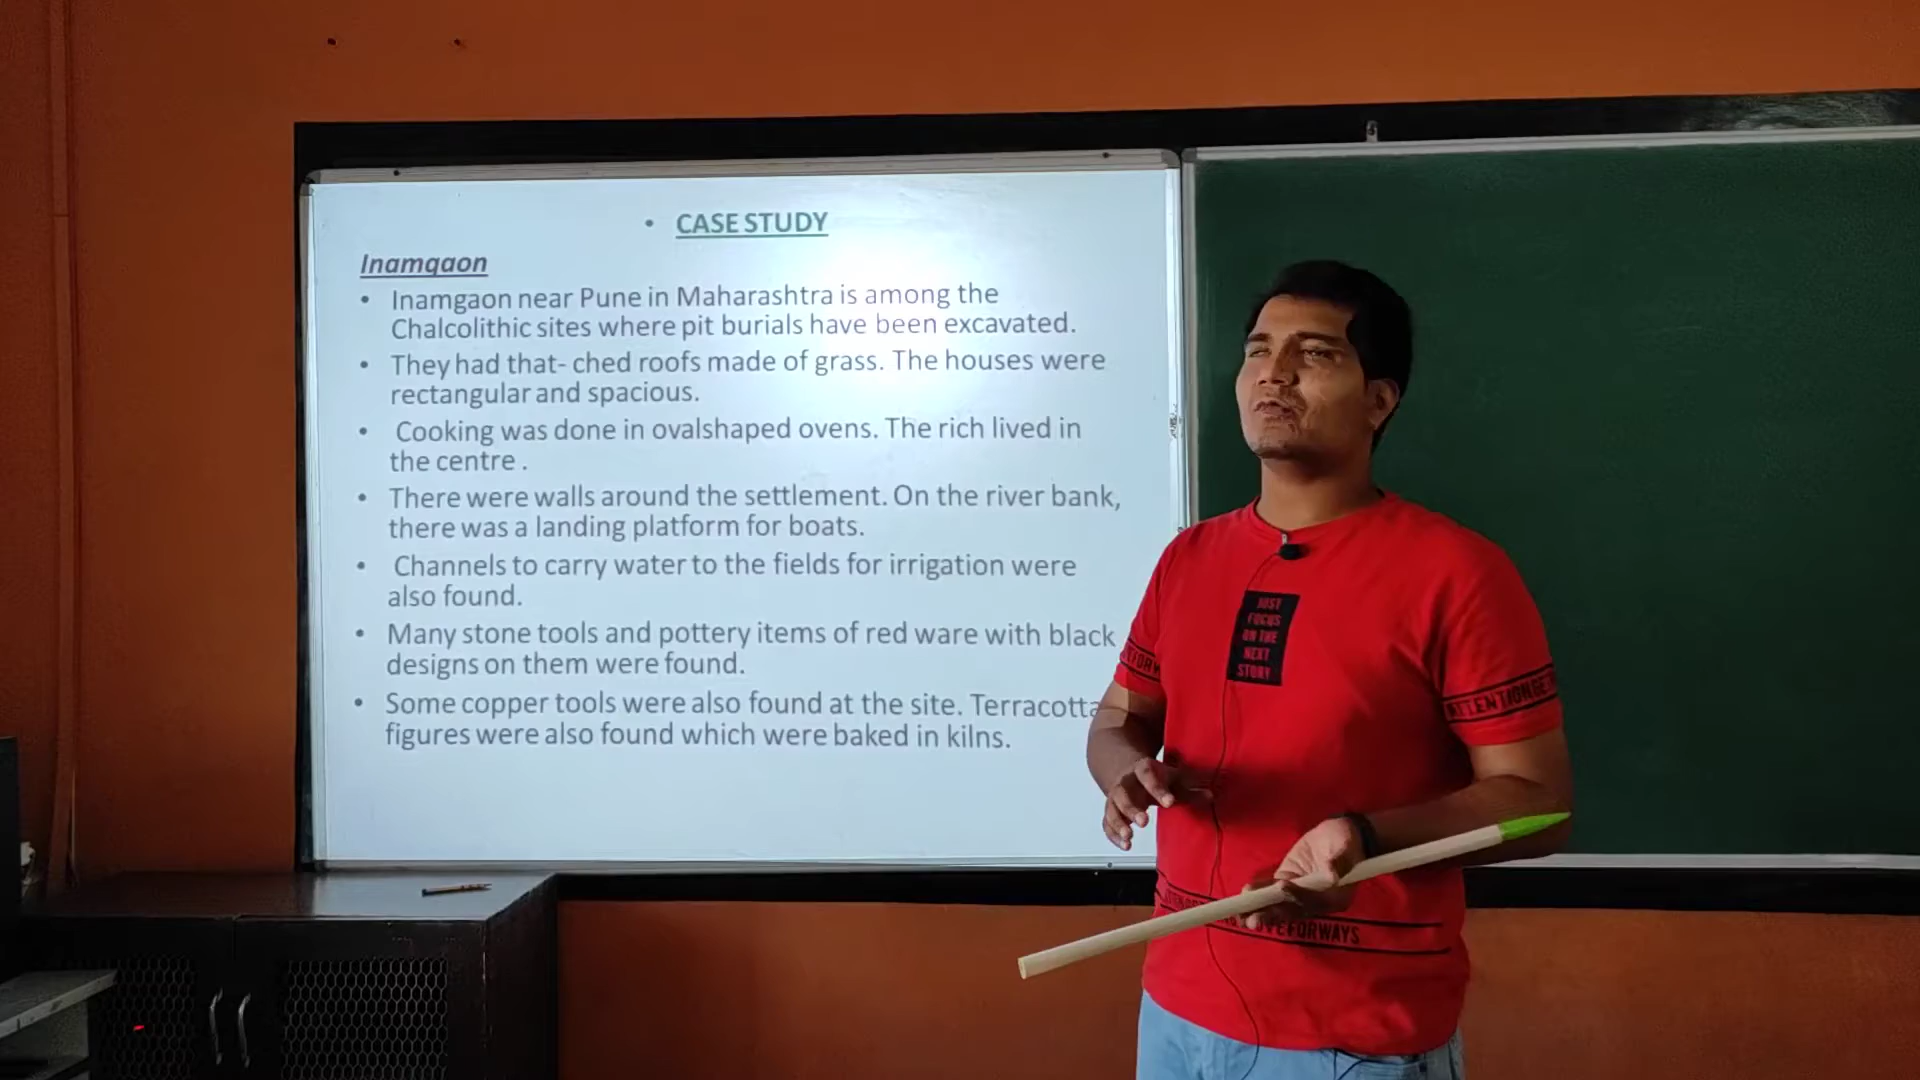 • CASE STUDY
Inamgaon
• Inamgaon near Pune in Maharashtra is among the
Chalcolithic sites where pit burials have been excavated.
• They had that- ched roofs made of grass. The houses were
rectangular and spacious.
• Cooking was done in ovalshaped ovens. The rich lived in
the centre .
• There were walls around the settlement. On the river bank,
there was a landing platform for boats.
• Channels to carry water to the fields for irrigation were
also found.
• Many stone tools and pottery items of red ware with black
designs on them were found.
• Some copper tools were also found at the site. Terracotta
figures were also found which were baked in kilns.
JUST
FOCUS
ON THE
NEXT
STORY
ATTENTION
FORWAYS